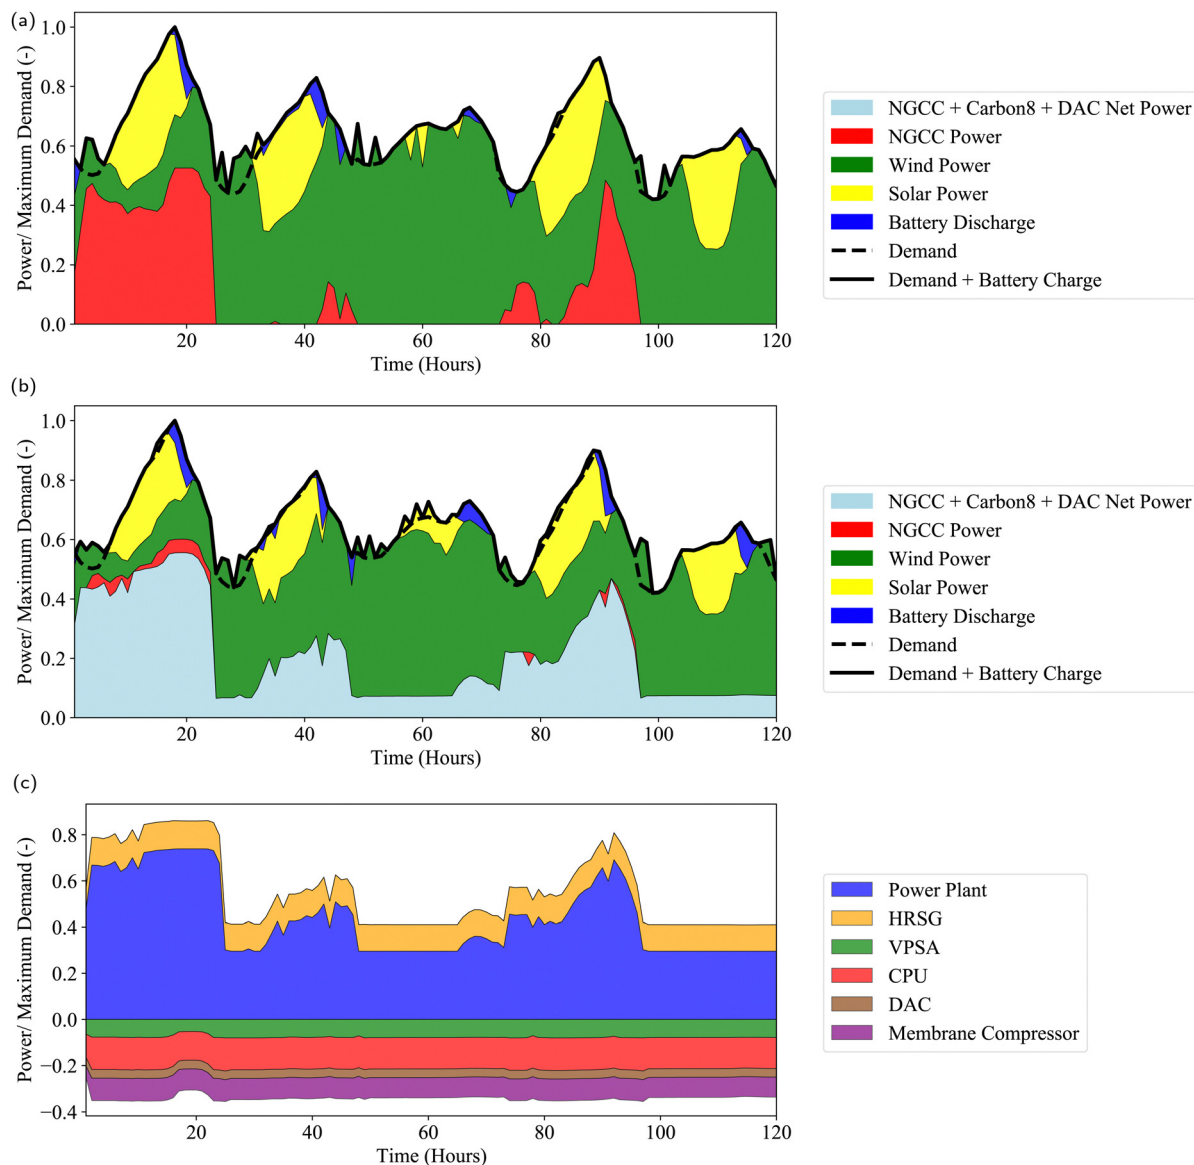 (a)
Power/ Maximum Demand (-)
1.0
0.8
0.6
0.4
0.2
0.0
20
40
60
80
100
120
Time (Hours)
NGCC + Carbon8 + DAC Net Power
NGCC Power
Wind Power
Solar Power
Battery Discharge
Demand
Demand + Battery Charge
(b)
Power/ Maximum Demand (-)
1.0
0.8
0.6
0.4
0.2
0.0
20
40
60
80
100
120
Time (Hours)
NGCC + Carbon8 + DAC Net Power
NGCC Power
Wind Power
Solar Power
Battery Discharge
Demand
Demand + Battery Charge
(c)
Power/ Maximum Demand (-)
0.8
0.6
0.4
0.2
0.0
−0.2
−0.4
20
40
60
80
100
120
Time (Hours)
Power Plant
HRSG
VPSA
CPU
DAC
Membrane Compressor